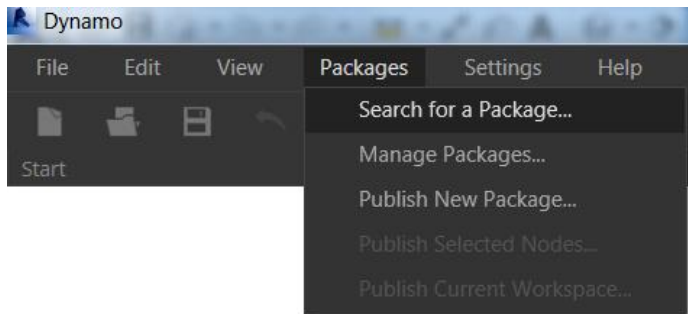 Dynamo
File Edit View Packages Settings Help
Search for a Package...
Manage Packages...
Start
Publish New Package...
Publish Selected Nodes...
Publish Current Workspace...